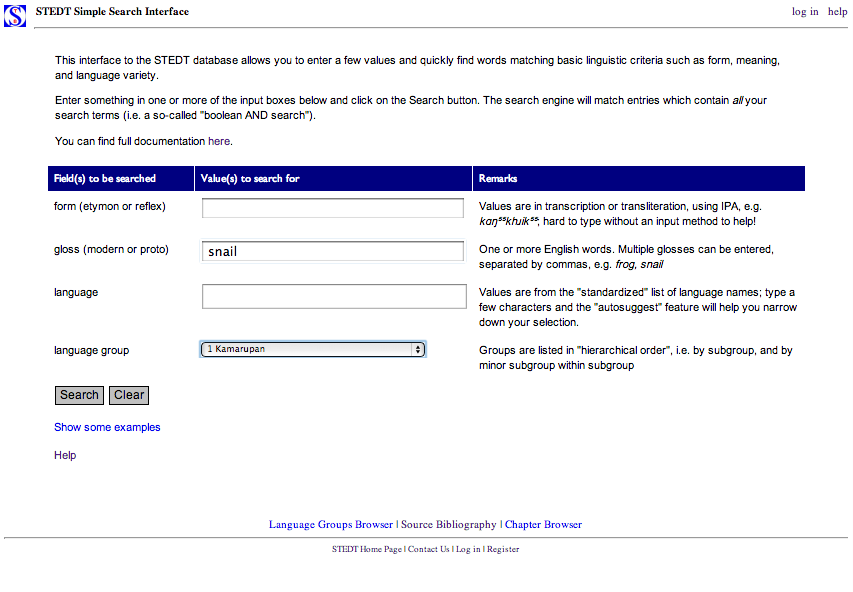 STEDT Simple Search Interface
log in help
This interface to the STEDT database allows you to enter a few values and quickly find words matching basic linguistic criteria such as form, meaning,
and language variety.
Enter something in one or more of the input boxes below and click on the Search button. The search engine will match entries which contain all your
search terms (i.e. a so-called "boolean AND search").
You can find full documentation here.
Field(s) to be searched
Value(s) to search for
Remarks
form (etymon or reflex)
Values are in transcription or transliteration, using IPA, e.g.
kaŋ⁵⁵khuik⁵⁵; hard to type without an input method to help!
gloss (modern or proto)
snail
One or more English words. Multiple glosses can be entered,
separated by commas, e.g. frog, snail
language
Values are from the "standardized" list of language names; type a
few characters and the "autosuggest" feature will help you narrow
down your selection.
language group
1 Kamarupan
Groups are listed in "hierarchical order", i.e. by subgroup, and by
minor subgroup within subgroup
Search Clear
Show some examples
Help
Language Groups Browser | Source Bibliography | Chapter Browser
STEDT Home Page | Contact Us | Log in | Register